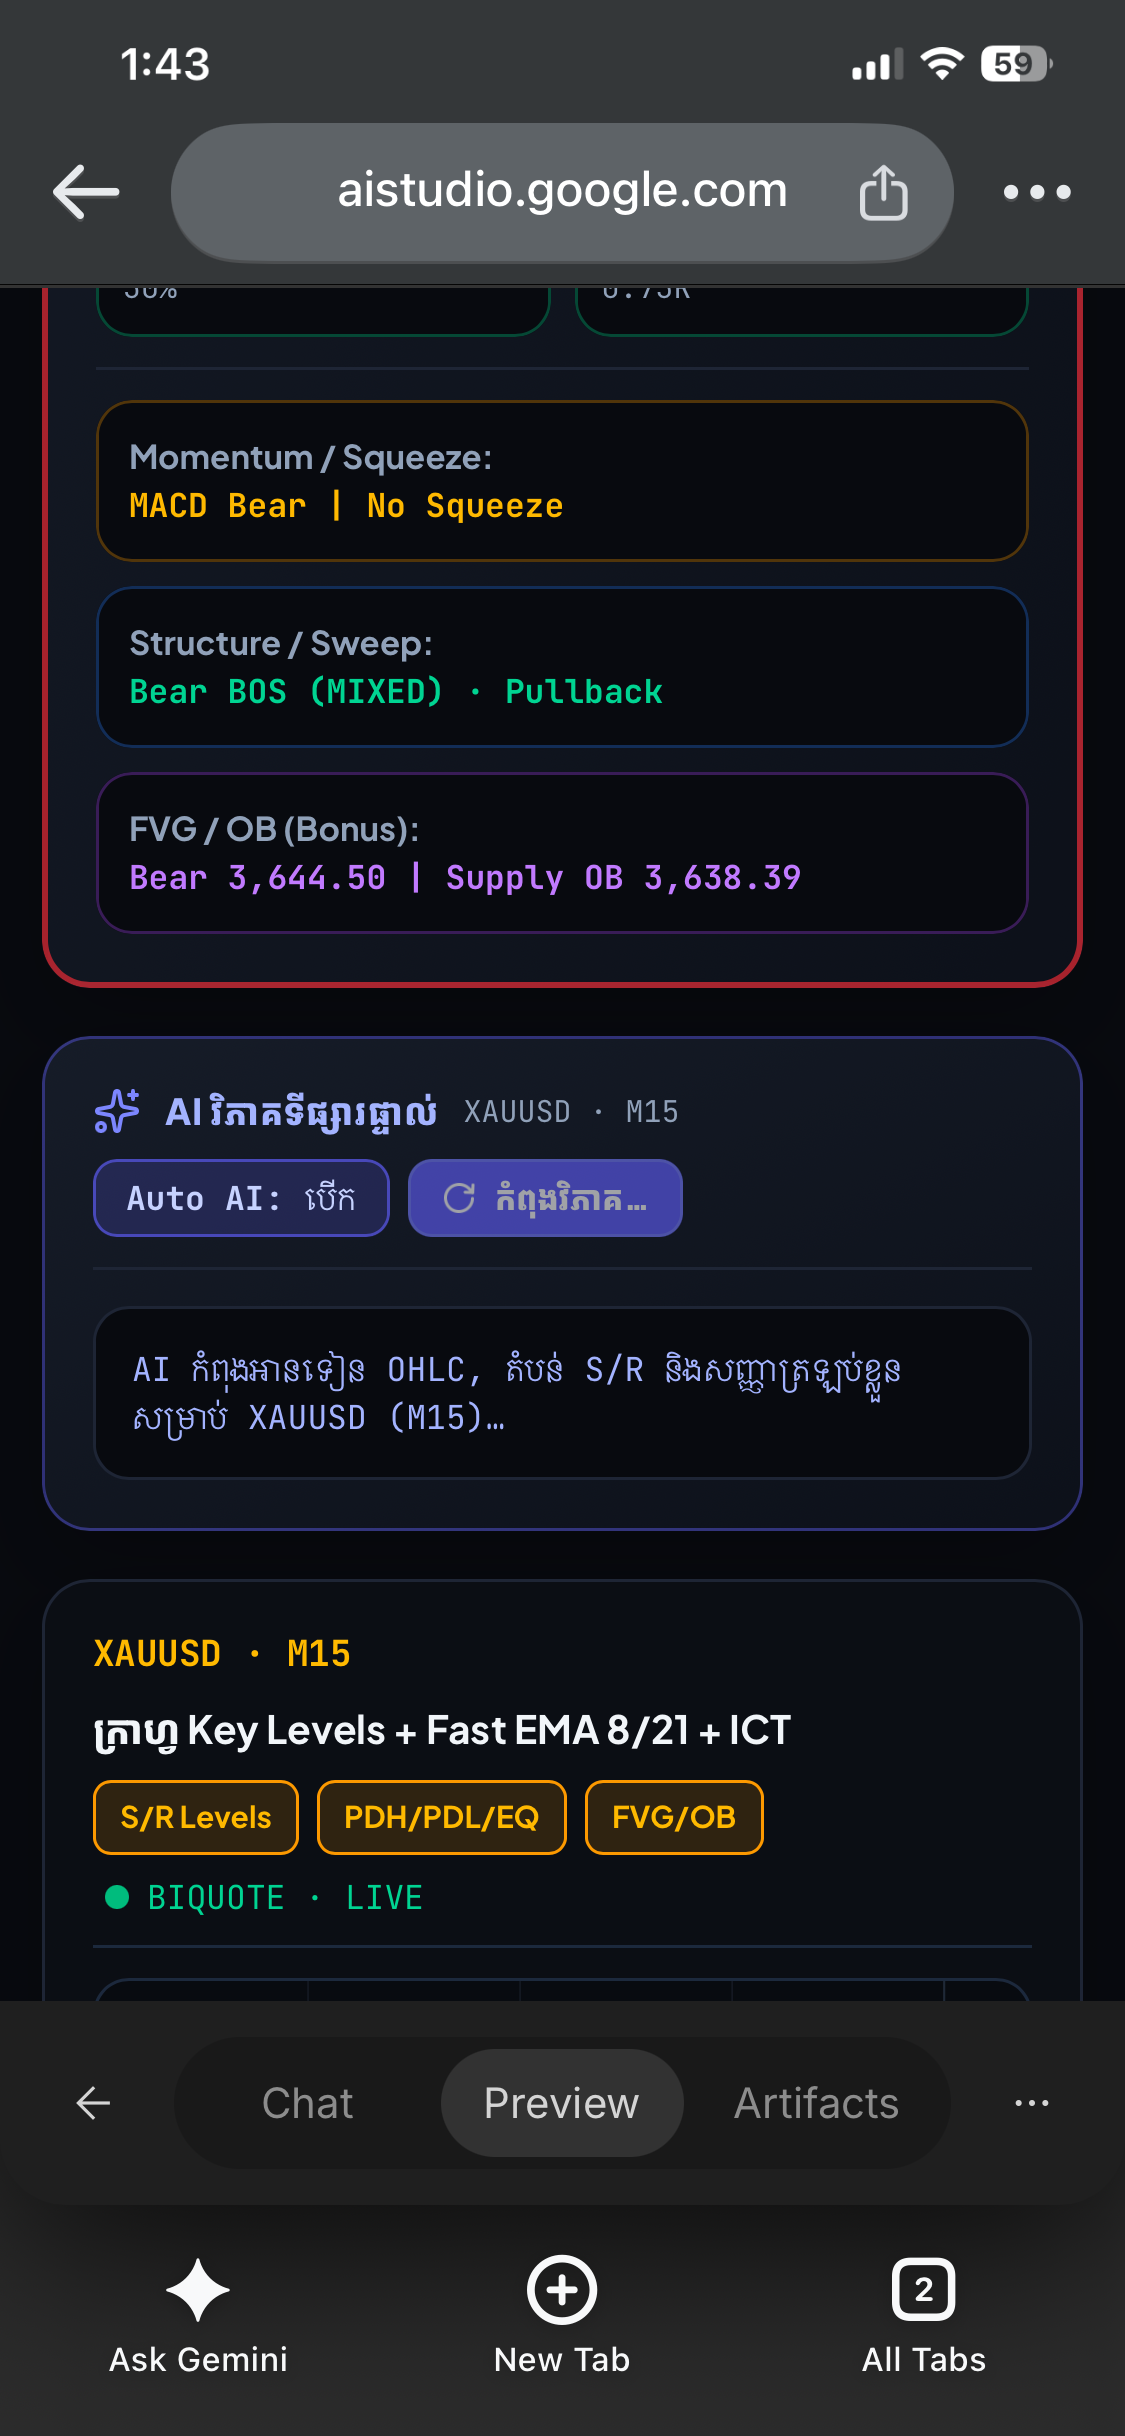 1:43
59
aistudio.google.com
Momentum / Squeeze:
MACD Bear | No Squeeze
Structure / Sweep:
Bear BOS (MIXED) · Pullback
FVG / OB (Bonus):
Bear 3,644.50 | Supply OB 3,638.39
AI វិភាគទីផ្សារផ្ទាល់ XAUUSD · M15
Auto AI: បើក
កំពុងវិភាគ...
AI កំពុងអានទៀន OHLC, តំបន់ S/R និងសញ្ញាត្រឡប់ខ្លួន
សម្រាប់ XAUUSD (M15)…
XAUUSD · M15
ក្រាហ្វ Key Levels + Fast EMA 8/21 + ICT
S/R Levels
PDH/PDL/EQ
FVG/OB
BIQUOTE · LIVE
Chat
Preview
Artifacts
Ask Gemini
New Tab
2
All Tabs